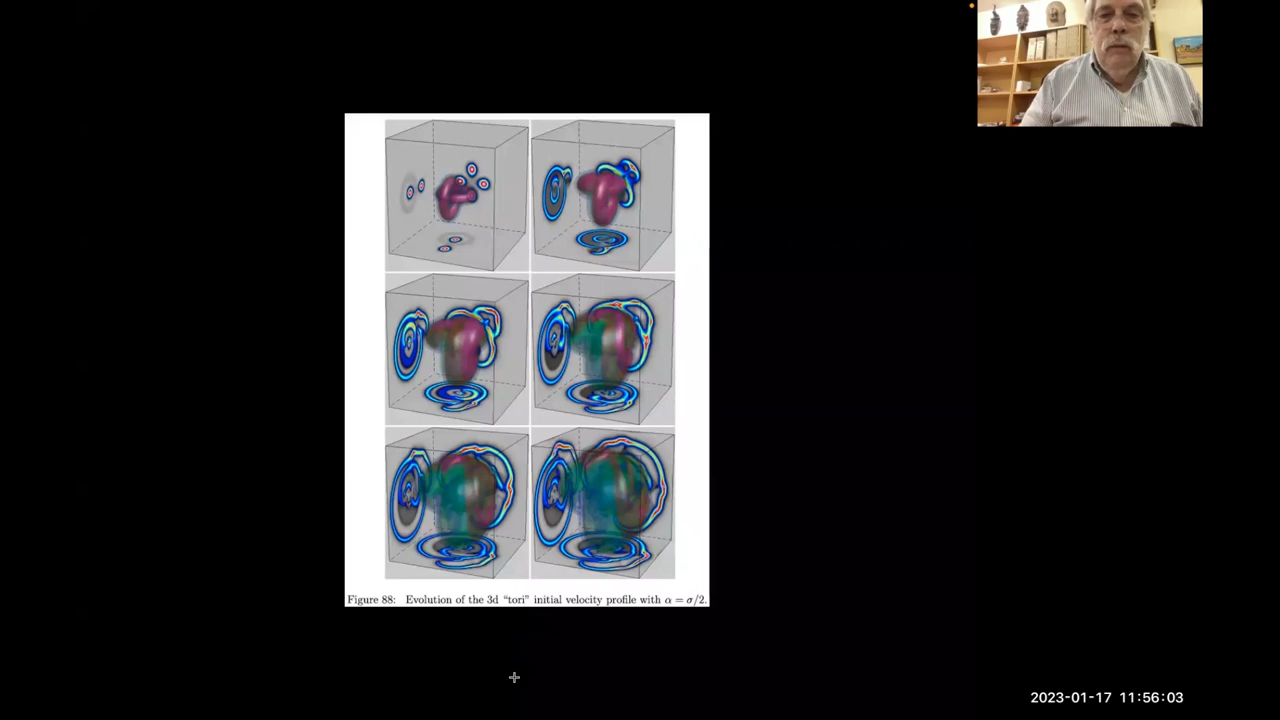 Figure 88: Evolution of the 3d “tori” initial velocity profile with α = σ/2.
2023-01-17 11:56:03